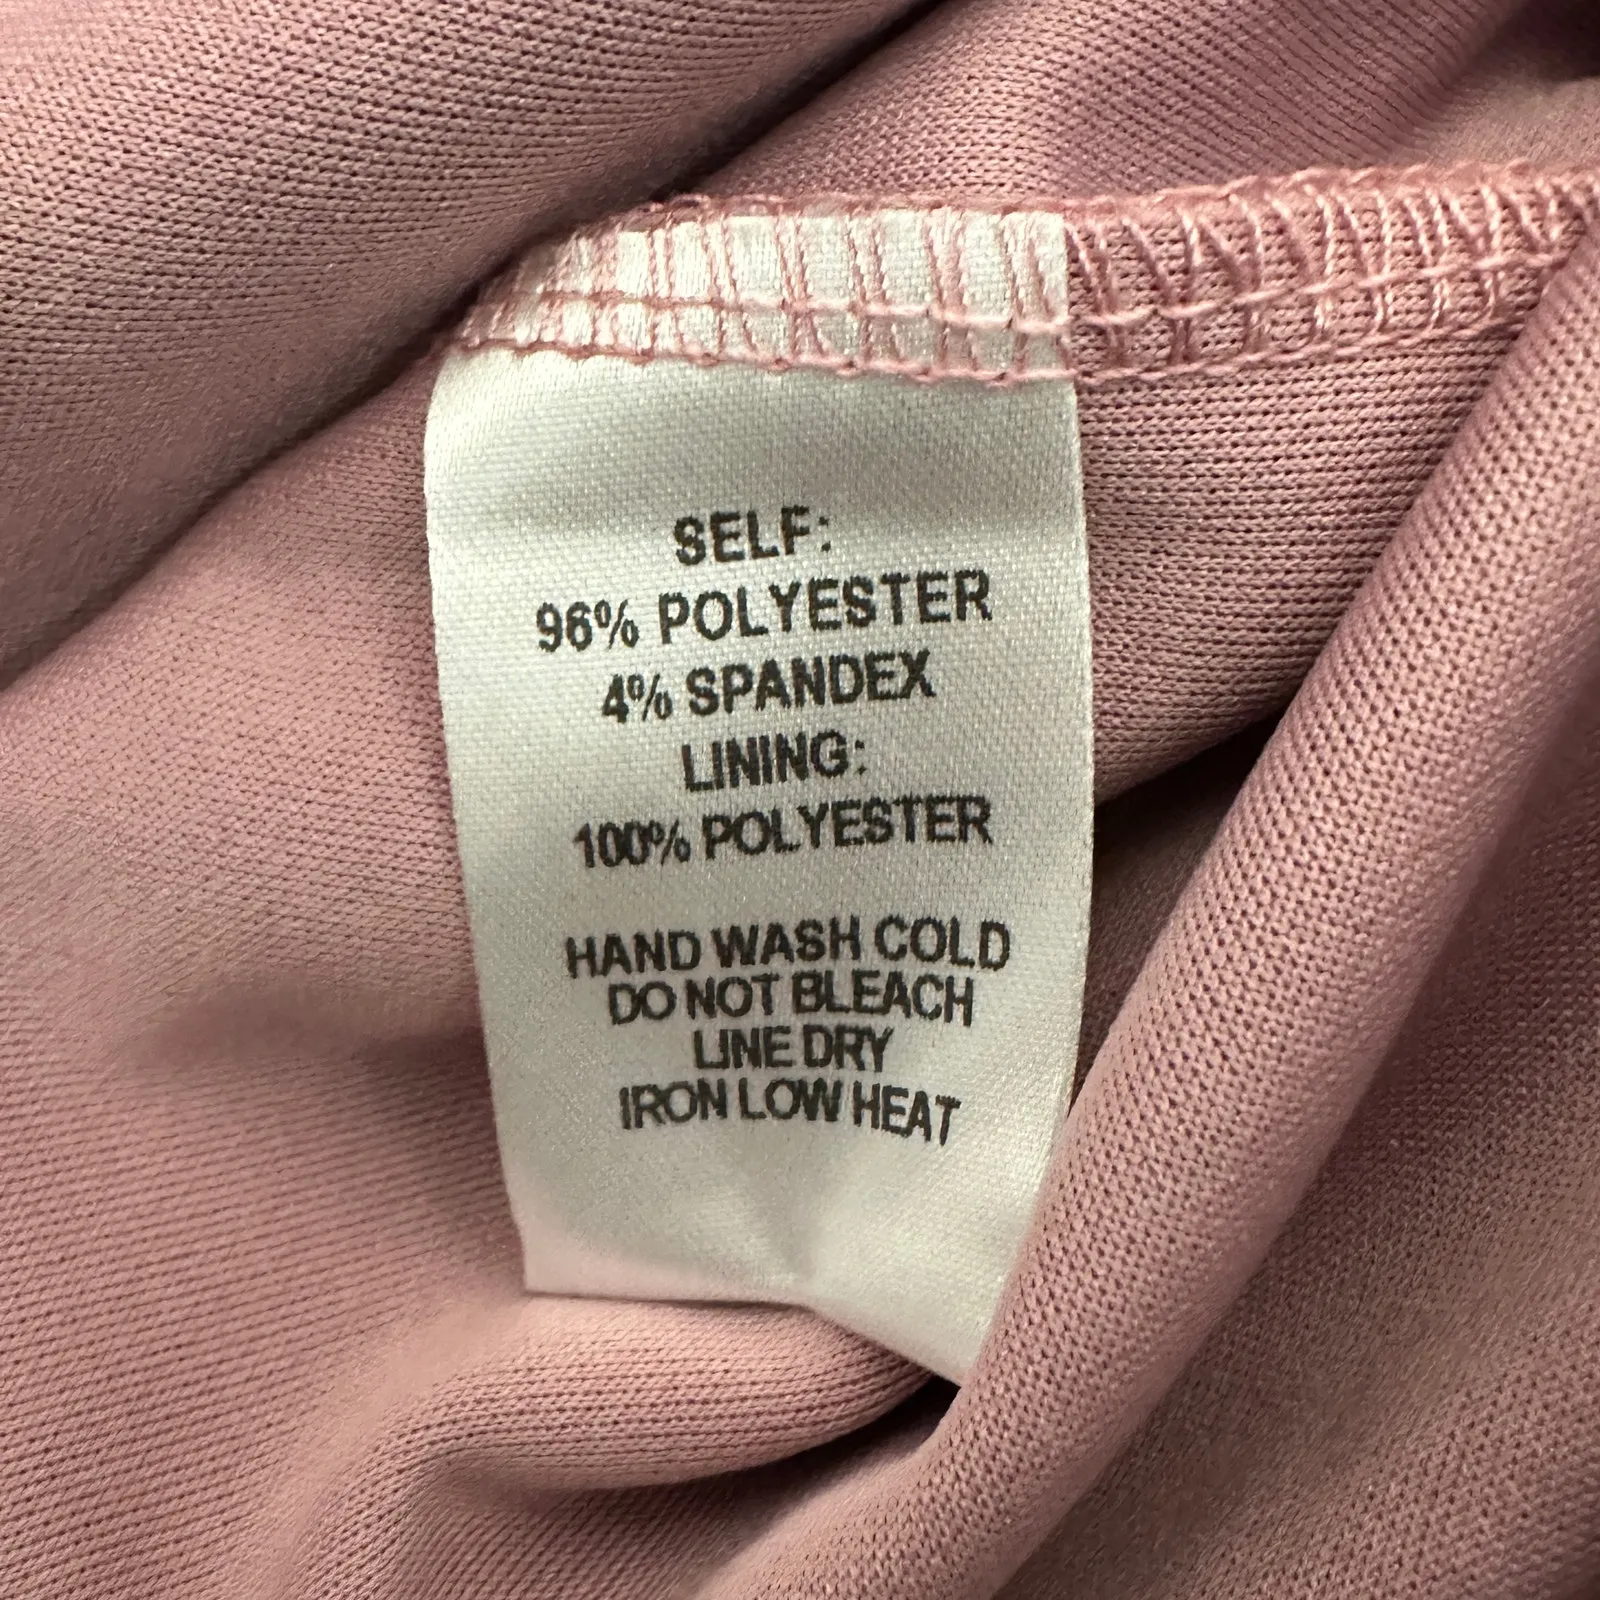 SELF:
96% POLYESTER
4% SPANDEX
LINING:
100% POLYESTER
HAND WASH COLD
DO NOT BLEACH
LINE DRY
IRON LOW HEAT